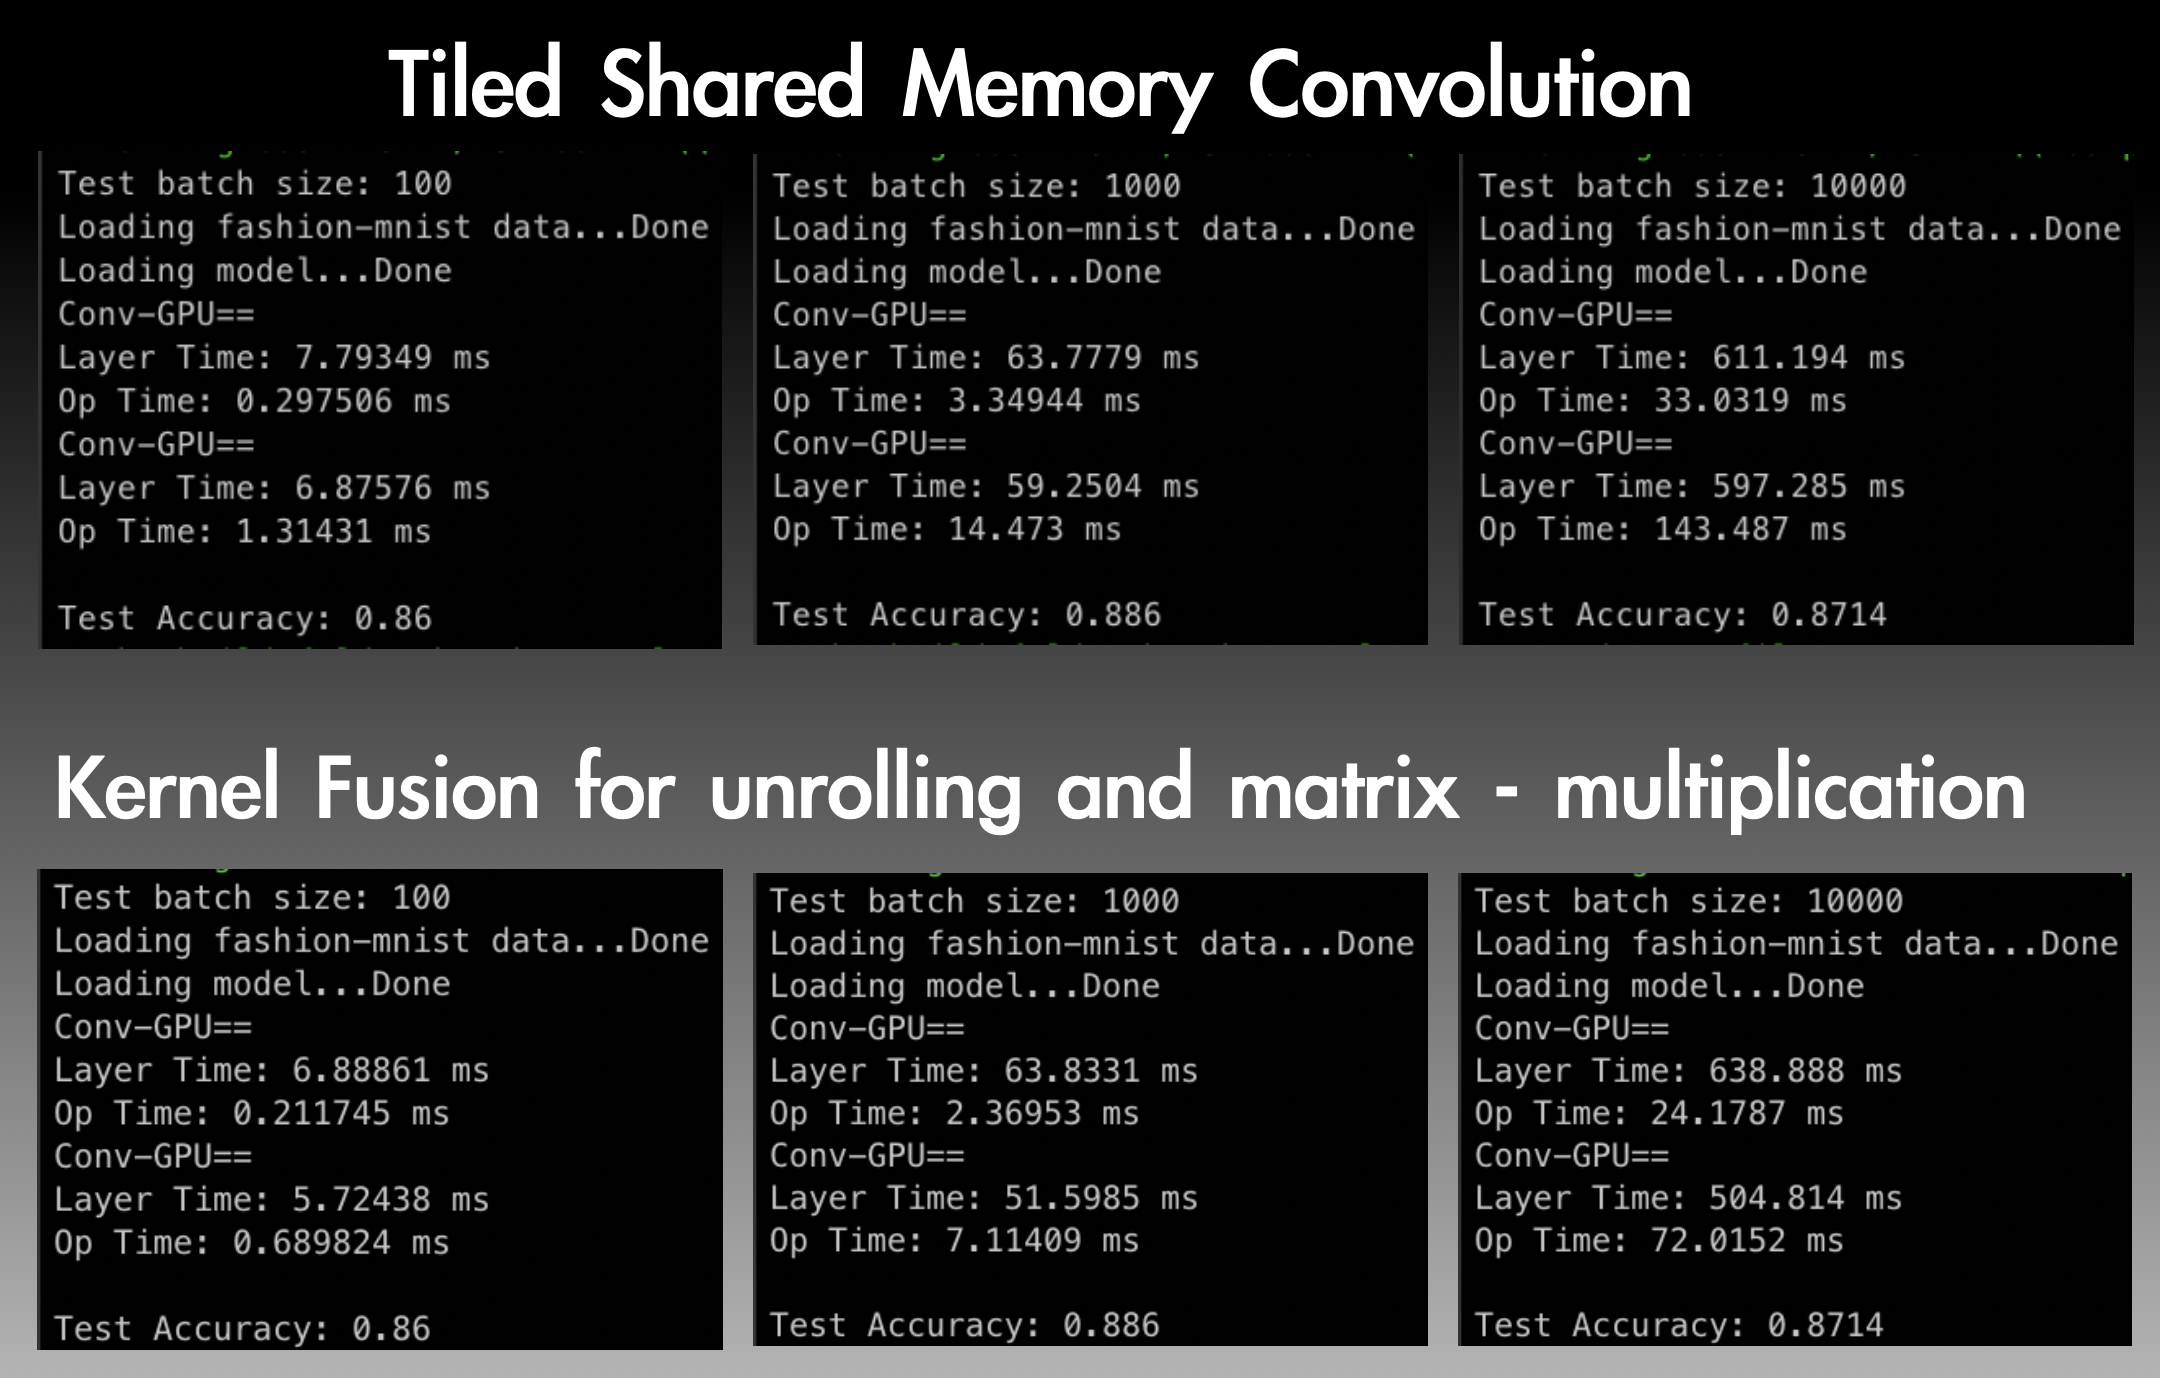 Tiled Shared Memory Convolution
Test batch size: 100
Loading fashion-mnist data...Done
Loading model...Done
Conv-GPU==
Layer Time: 7.79349 ms
Op Time: 0.297506 ms
Conv-GPU==
Layer Time: 6.87576 ms
Op Time: 1.31431 ms
Test Accuracy: 0.86
Test batch size: 1000
Loading fashion-mnist data...Done
Loading model...Done
Conv-GPU==
Layer Time: 63.7779 ms
Op Time: 3.34944 ms
Conv-GPU==
Layer Time: 59.2504 ms
Op Time: 14.473 ms
Test Accuracy: 0.886
Test batch size: 10000
Loading fashion-mnist data...Done
Loading model...Done
Conv-GPU==
Layer Time: 611.194 ms
Op Time: 33.0319 ms
Conv-GPU==
Layer Time: 597.285 ms
Op Time: 143.487 ms
Test Accuracy: 0.8714
Kernel Fusion for unrolling and matrix - multiplication
Test batch size: 100
Loading fashion-mnist data...Done
Loading model...Done
Conv-GPU==
Layer Time: 6.88861 ms
Op Time: 0.211745 ms
Conv-GPU==
Layer Time: 5.72438 ms
Op Time: 0.689824 ms
Test Accuracy: 0.86
Test batch size: 1000
Loading fashion-mnist data...Done
Loading model...Done
Conv-GPU==
Layer Time: 63.8331 ms
Op Time: 2.36953 ms
Conv-GPU==
Layer Time: 51.5985 ms
Op Time: 7.11409 ms
Test Accuracy: 0.886
Test batch size: 10000
Loading fashion-mnist data...Done
Loading model...Done
Conv-GPU==
Layer Time: 638.888 ms
Op Time: 24.1787 ms
Conv-GPU==
Layer Time: 504.814 ms
Op Time: 72.0152 ms
Test Accuracy: 0.8714